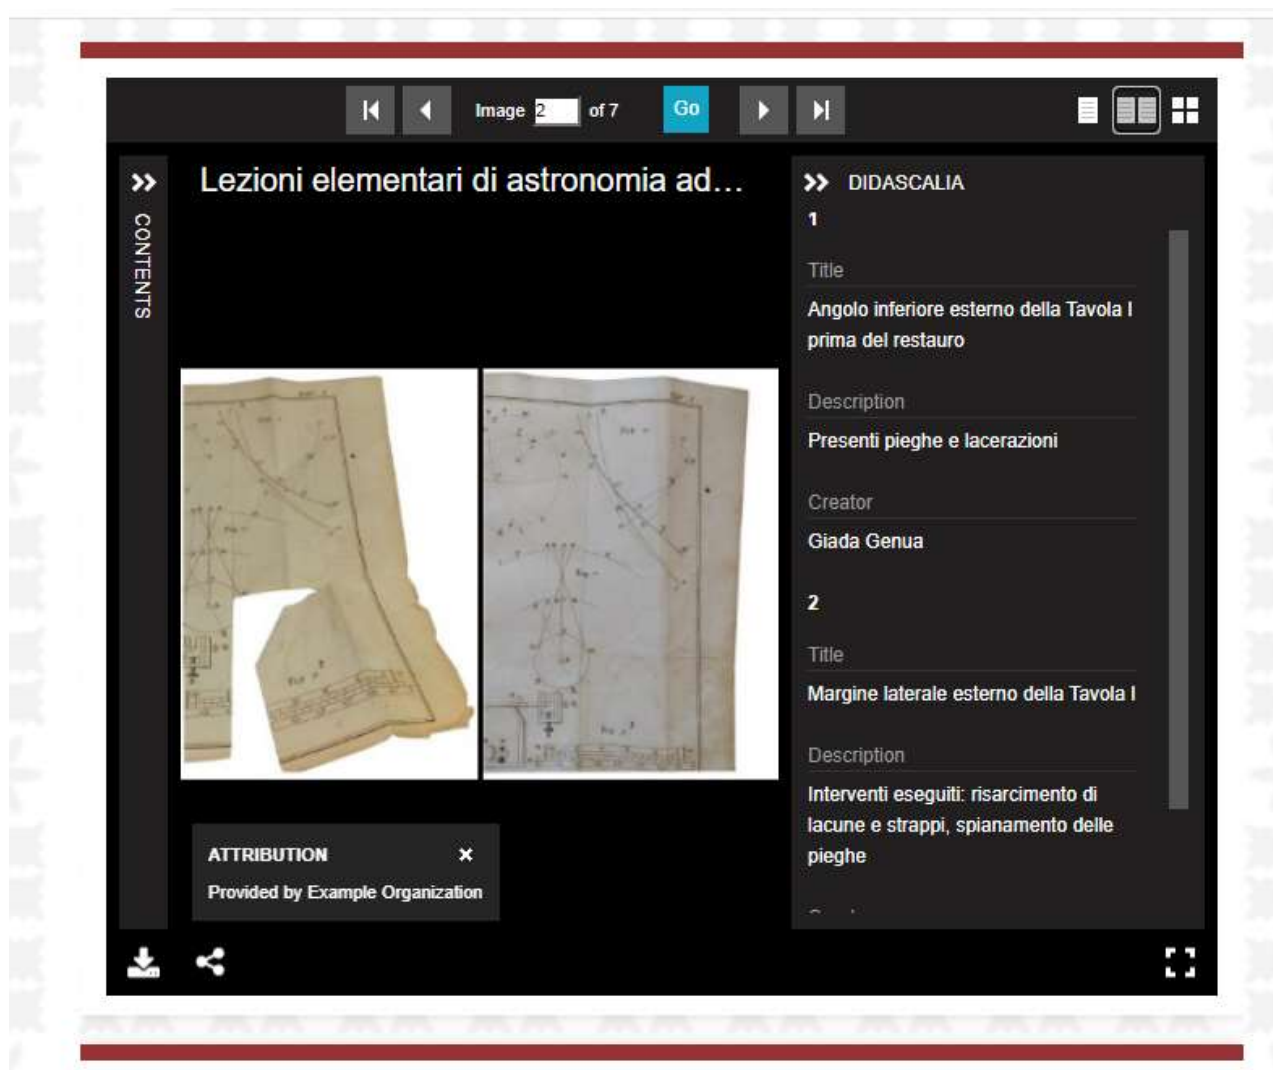 Image 2 of 7 Go
CONTENTS
Lezioni elementari di astronomia ad...
ATTRIBUTION
Provided by Example Organization
DIDASCALIA
1
Title
Angolo inferiore esterno della Tavola I
prima del restauro
Description
Presenti pieghe e lacerazioni
Creator
Giada Genua
2
Title
Margine laterale esterno della Tavola I
Description
Interventi eseguiti: risarcimento di
lacune e strappi, spianamento delle
pieghe